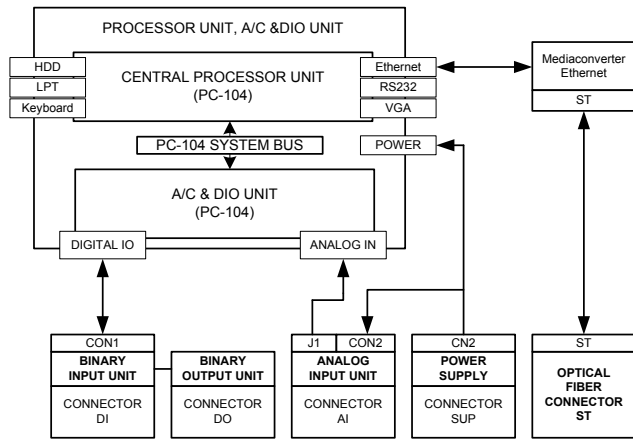 PROCESSOR UNIT, A/C &DIO UNIT
HDD
LPT
Keyboard
CENTRAL PROCESSOR UNIT
(PC-104)
Ethernet
RS232
VGA
Mediaconverter
Ethernet
ST
PC-104 SYSTEM BUS
POWER
A/C & DIO UNIT
(PC-104)
DIGITAL IO
ANALOG IN
CON1
BINARY
INPUT UNIT
CONNECTOR
DI
BINARY
OUTPUT UNIT
CONNECTOR
DO
J1
CON2
ANALOG
INPUT UNIT
CONNECTOR
AI
CN2
POWER
SUPPLY
CONNECTOR
SUP
ST
OPTICAL
FIBER
CONNECTOR
ST